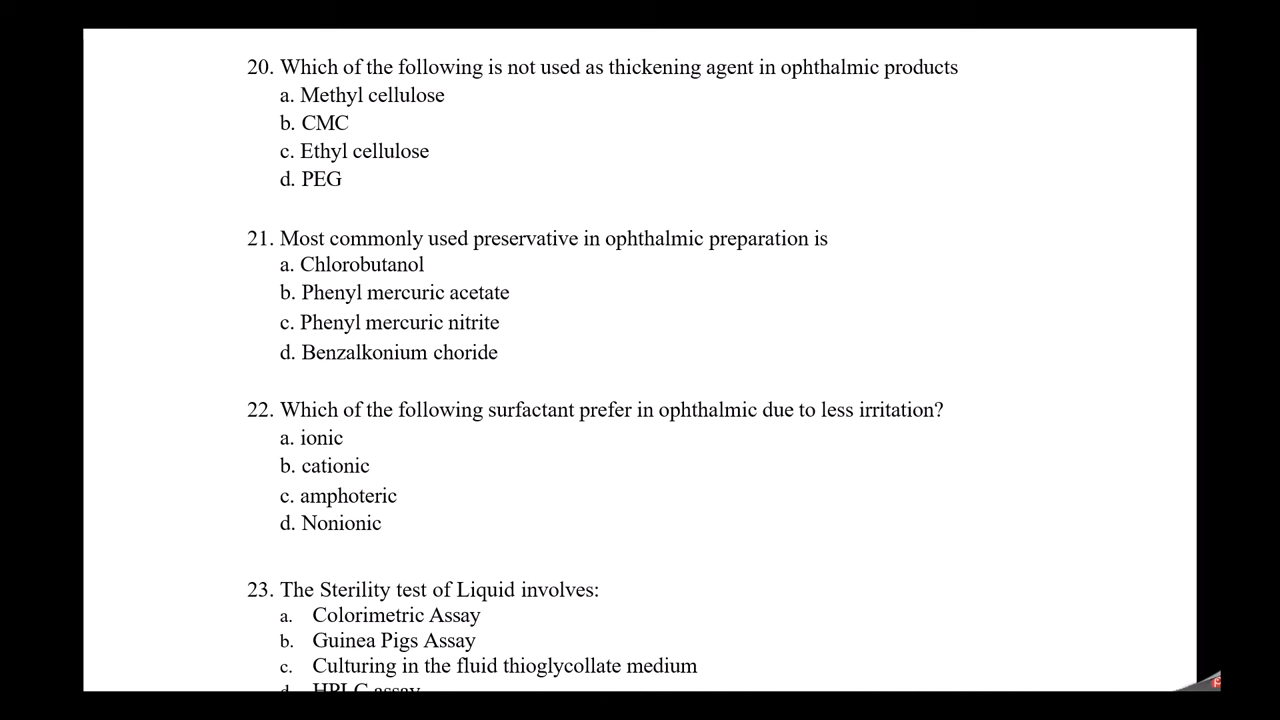 20. Which of the following is not used as thickening agent in ophthalmic products
a. Methyl cellulose
b. CMC
c. Ethyl cellulose
d. PEG
21. Most commonly used preservative in ophthalmic preparation is
a. Chlorobutanol
b. Phenyl mercuric acetate
c. Phenyl mercuric nitrite
d. Benzalkonium choride
22. Which of the following surfactant prefer in ophthalmic due to less irritation?
a. ionic
b. cationic
c. amphoteric
d. Nonionic
23. The Sterility test of Liquid involves:
a. Colorimetric Assay
b. Guinea Pigs Assay
c. Culturing in the fluid thioglycollate medium
d. HPLC assay